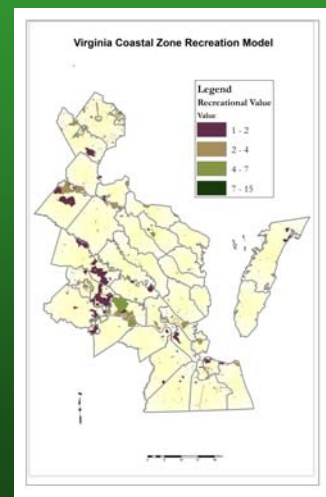 Virginia Coastal Zone Recreation Model
Legend
Recreational Value
Value
1 - 2
2 - 4
4 - 7
7 - 15